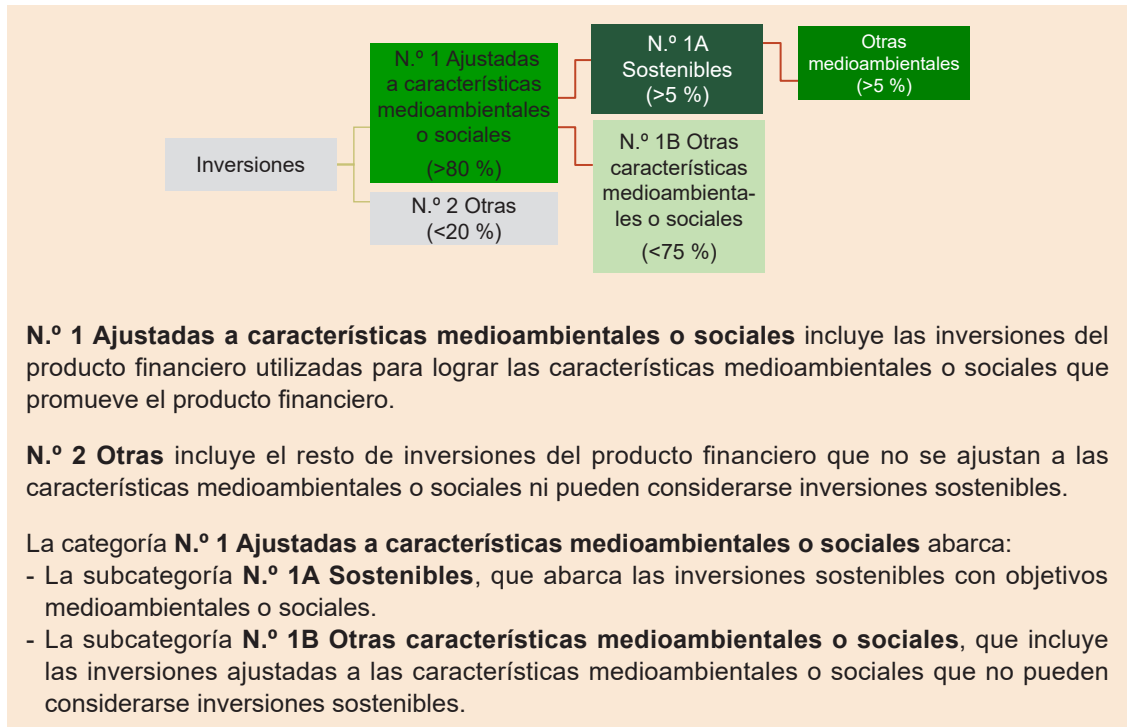 Inversiones
N.º 1 Ajustadas
a características
medioambientales
o sociales
(>80 %)
N.º 2 Otras
(<20 %)
N.º 1A
Sostenibles
(>5 %)
N.º 1B Otras
características
medioambienta-
les o sociales
(<75 %)
Otras
medioambientales
(>5 %)
N.º 1 Ajustadas a características medioambientales o sociales incluye las inversiones del
producto financiero utilizadas para lograr las características medioambientales o sociales que
promueve el producto financiero.
N.º 2 Otras incluye el resto de inversiones del producto financiero que no se ajustan a las
características medioambientales o sociales ni pueden considerarse inversiones sostenibles.
La categoría N.º 1 Ajustadas a características medioambientales o sociales abarca:
- La subcategoría N.º 1A Sostenibles, que abarca las inversiones sostenibles con objetivos
medioambientales o sociales.
- La subcategoría N.º 1B Otras características medioambientales o sociales, que incluye
las inversiones ajustadas a las características medioambientales o sociales que no pueden
considerarse inversiones sostenibles.